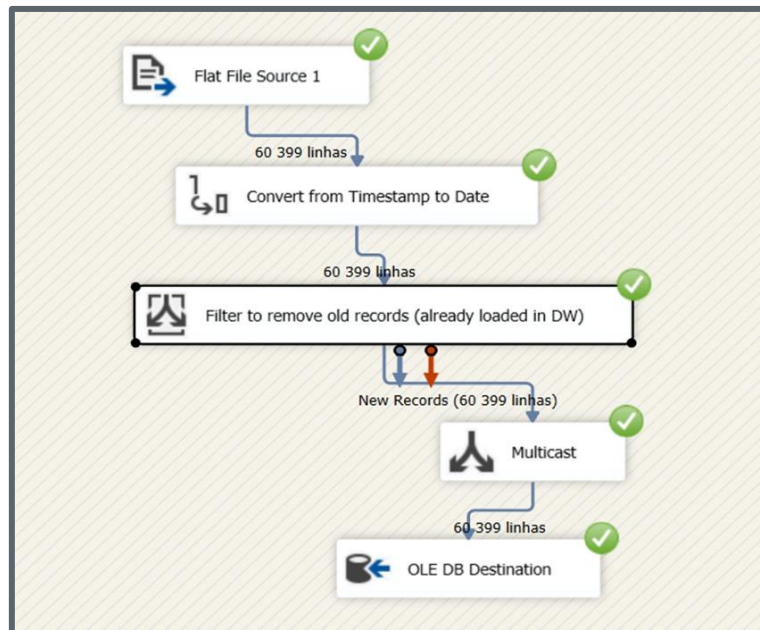 Flat File Source 1
60 399 linhas
Convert from Timestamp to Date
60 399 linhas
Filter to remove old records (already loaded in DW)
New Records (60 399 linhas)
Multicast
60 399 linhas
OLE DB Destination